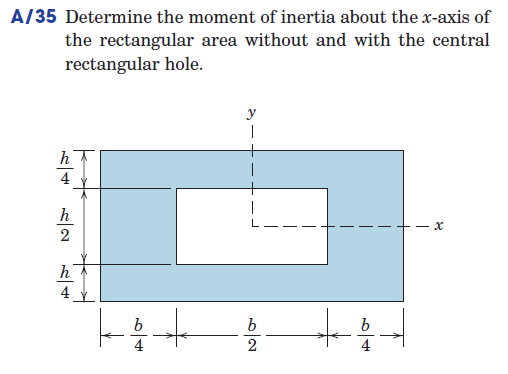 A/35 Determine the moment of inertia about the x-axis of
the rectangular area without and with the central
rectangular hole.
y
h
4
h
2
x
h
4
b
4
b
2
b
4